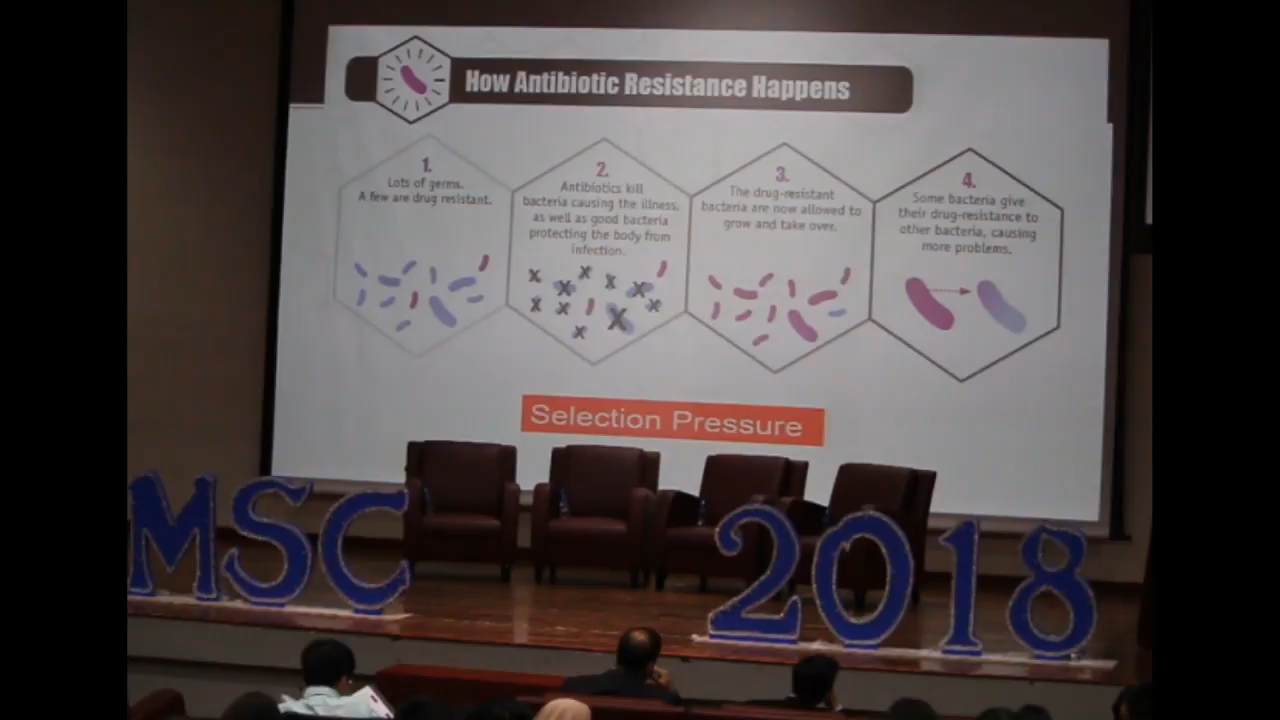 How Antibiotic Resistance Happens
1.
Lots of germs.
A few are drug resistant.
2.
Antibiotics kill
bacteria causing the illness,
as well as good bacteria
protecting the body from
infection.
3.
The drug-resistant
bacteria are now allowed to
grow and take over.
4.
Some bacteria give
their drug-resistance to
other bacteria, causing
more problems.
Selection Pressure
MSC 2018